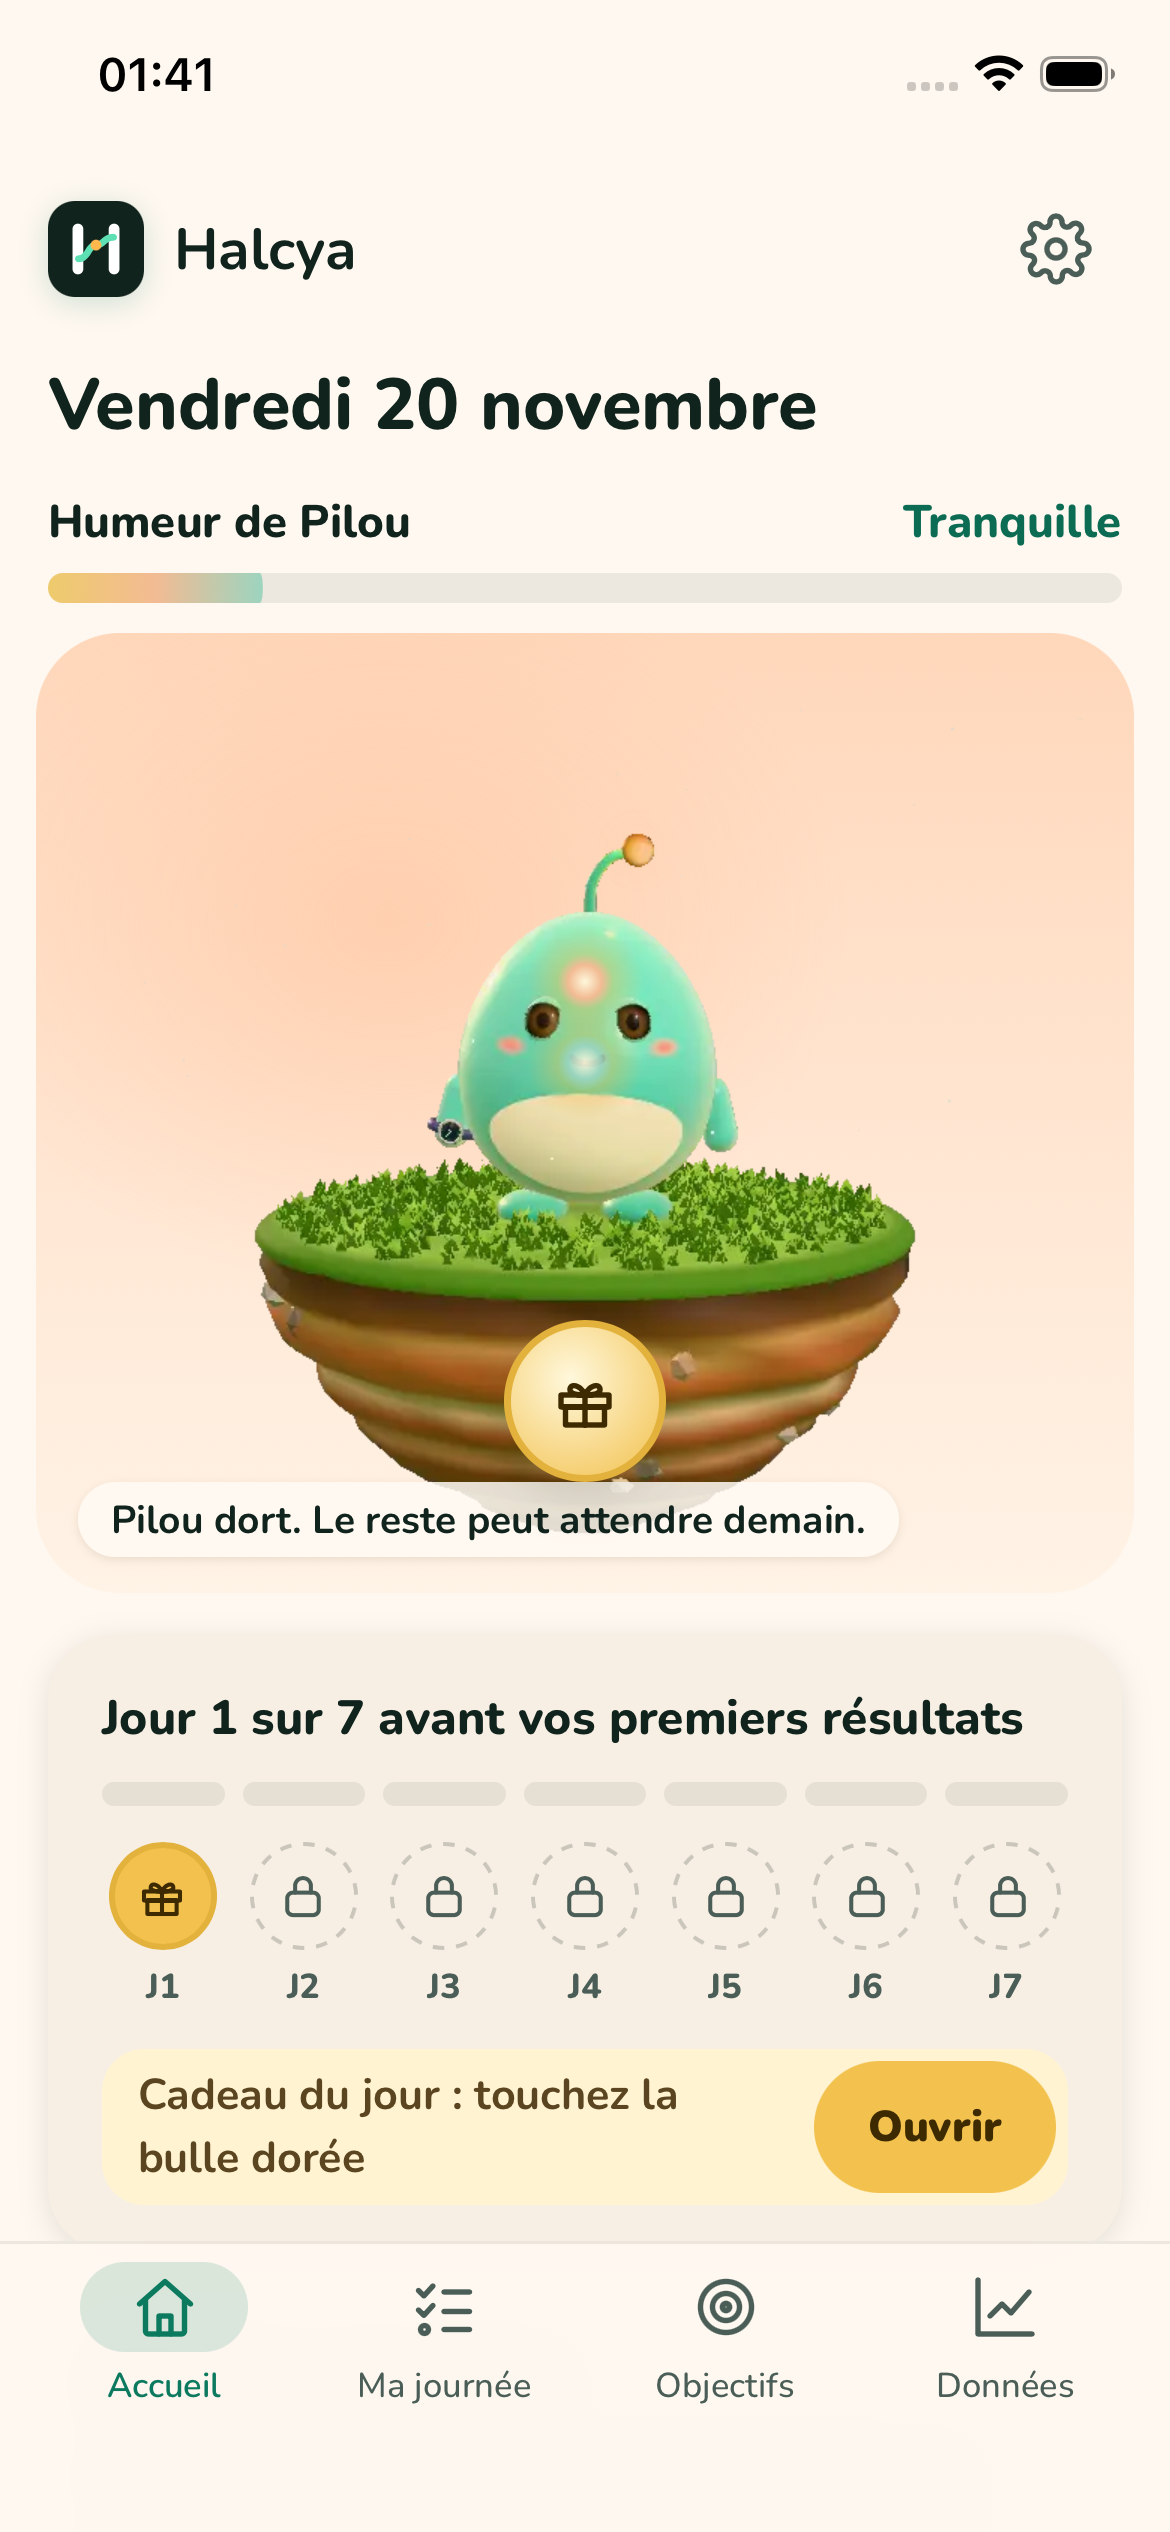 01:41
Halcya
Vendredi 20 novembre
Humeur de Pilou
Tranquille
Pilou dort. Le reste peut attendre demain.
Jour 1 sur 7 avant vos premiers résultats
J1 J2 J3 J4 J5 J6 J7
Cadeau du jour : touchez la
bulle dorée
Ouvrir
Accueil Ma journée Objectifs Données